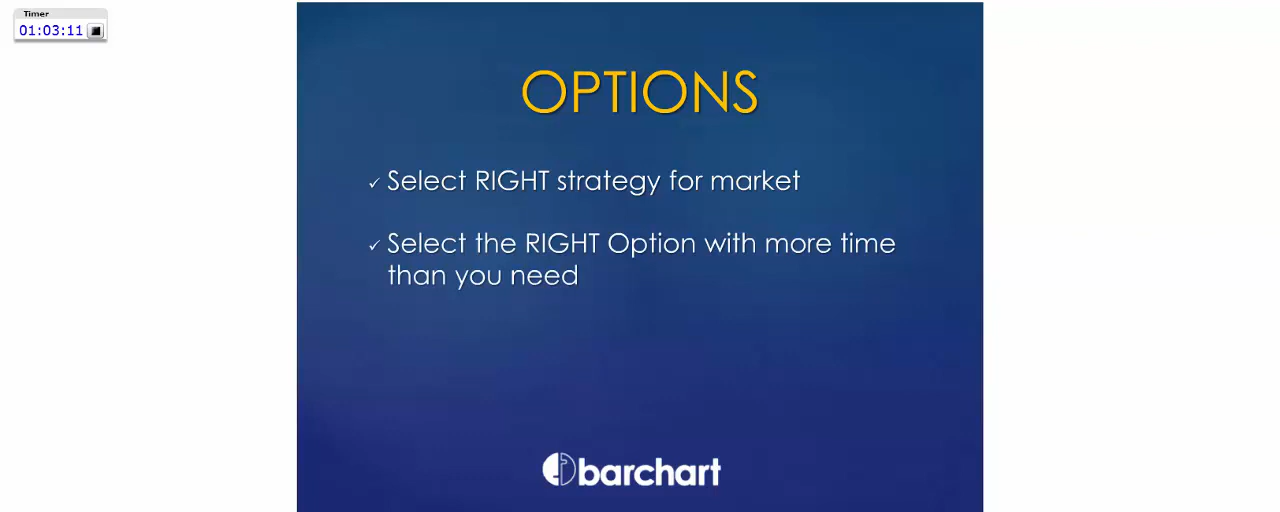 Timer
01:03:11
OPTIONS
✓ Select RIGHT strategy for market
✓ Select the RIGHT Option with more time
than you need
barchart